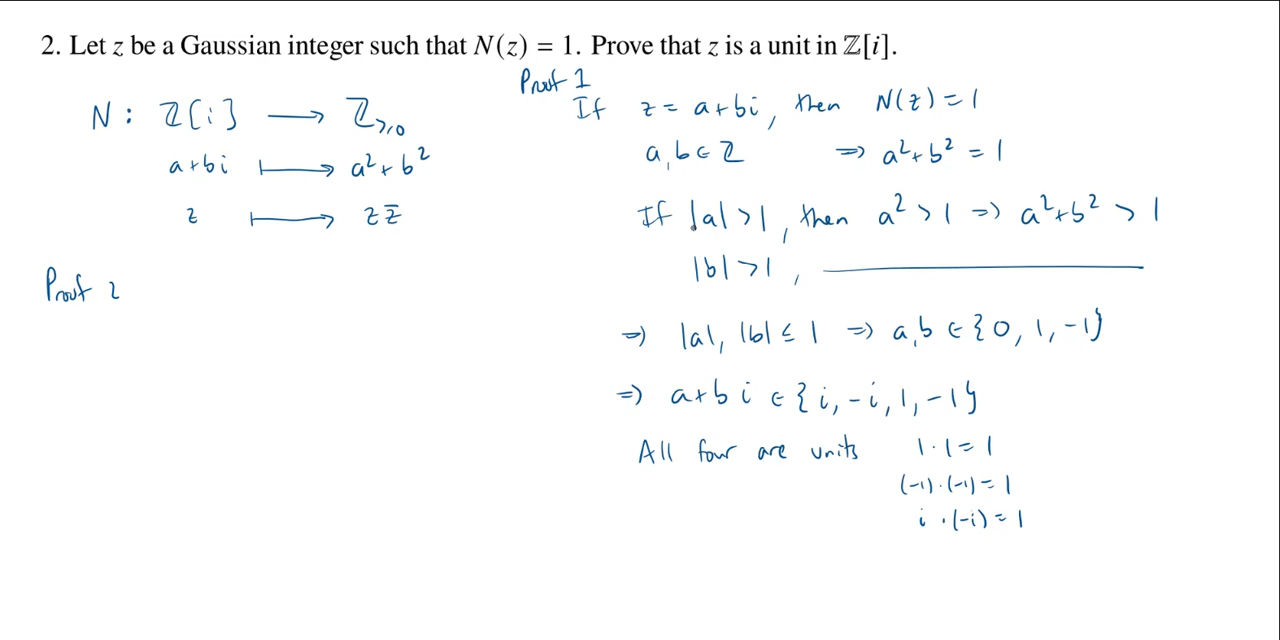 2. Let z be a Gaussian integer such that N(z) = 1. Prove that z is a unit in ℤ[i].
N : ℤ[i] ⟶ ℤ≥0
a+bi ⟼ a²+b²
z ⟼ zz̄
Proof 2
Proof 1
If z = a+bi, then N(z) = 1
a,b ∈ ℤ ⇒ a²+b² = 1
If |a|>1, then a²>1 ⇒ a²+b² > 1
|b|>1, ————————
⇒ |a|, |b| ≤ 1 ⇒ a,b ∈ {0, 1, -1}
⇒ a+bi ∈ {i, -i, 1, -1}
All four are units 1·1 = 1
(-1)·(-1) = 1
i·(-i) = 1